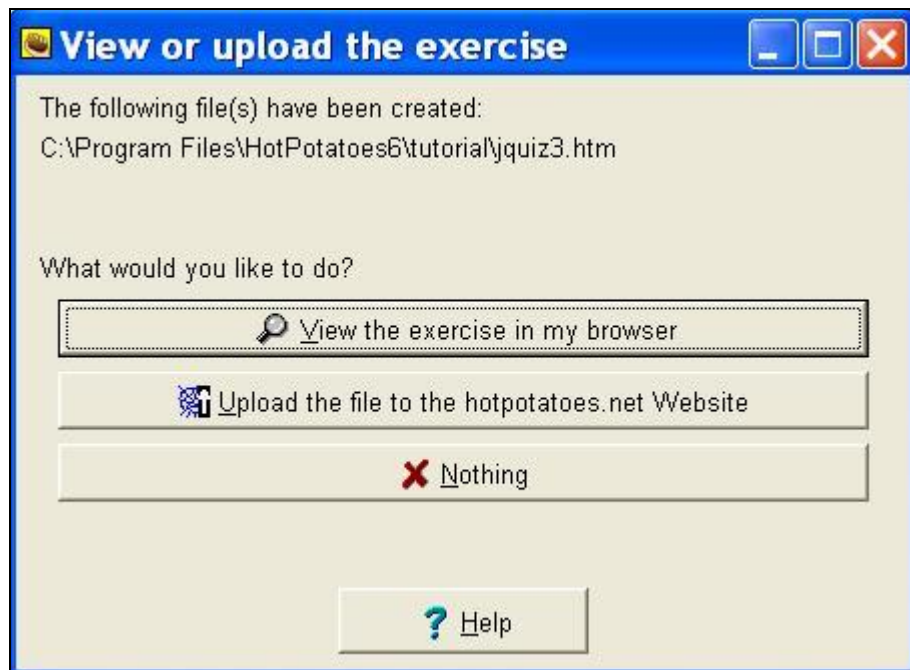 View or upload the exercise
The following file(s) have been created:
C:\Program Files\HotPotatoes6\tutorial\jquiz3.htm
What would you like to do?
View the exercise in my browser
Upload the file to the hotpotatoes.net Website
Nothing
? Help